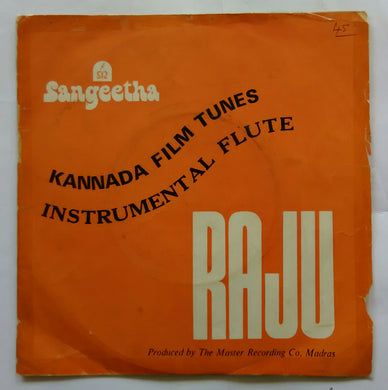 45
Sangeetha
KANNADA FILM TUNES
INSTRUMENTAL FLUTE
RAJU
Produced by The Master Recording Co. Madras